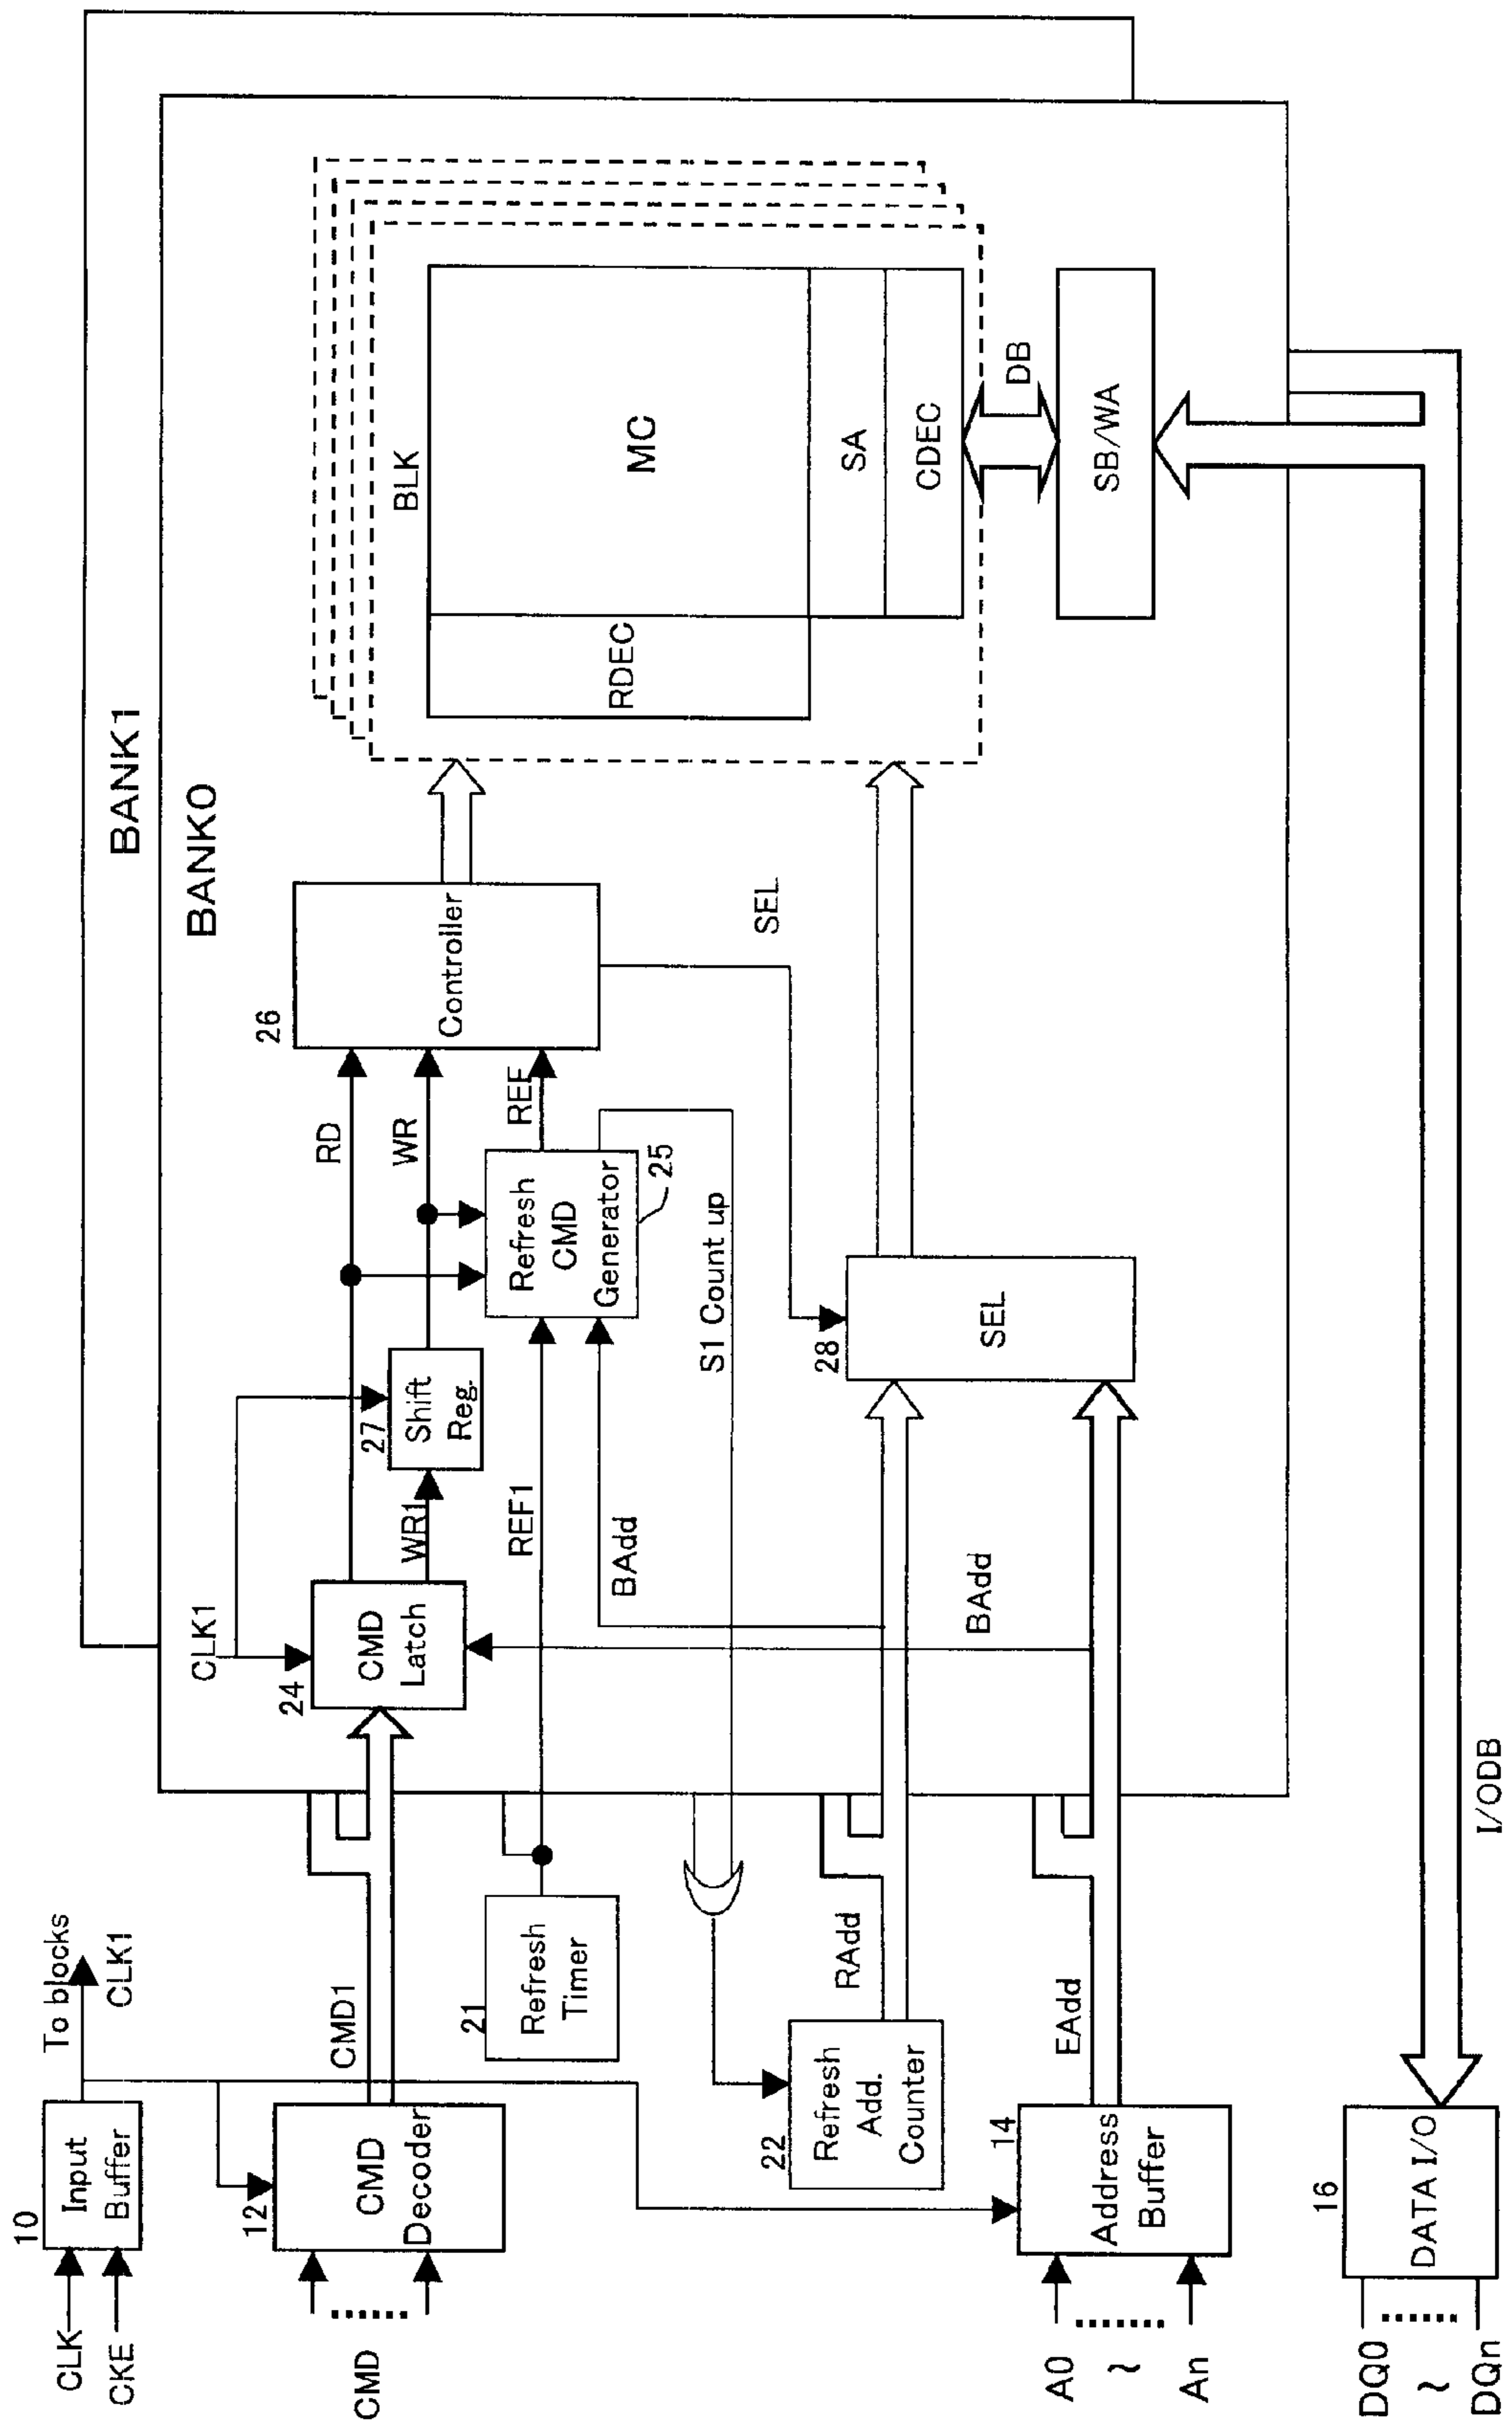 BANK1
BANK0
CLK
CKE
10
Input
Buffer
To blocks
CLK1
CMD
12
CMD
Decoder
CMD1
CLK1
24
CMD
Latch
WR1
27
Shift
Reg.
RD
WR
REF
26
Controller
21
Refresh
Timer
REF1
BAdd
Refresh
CMD
Generator
25
S1 Count up
SEL
22
Refresh
Add.
Counter
RAdd
28
SEL
BAdd
A0
~
An
14
Address
Buffer
EAdd
BLK
RDEC
MC
SA
CDEC
DB
SB/WA
DQ0
~
DQn
16
DATA I/O
I/ODB